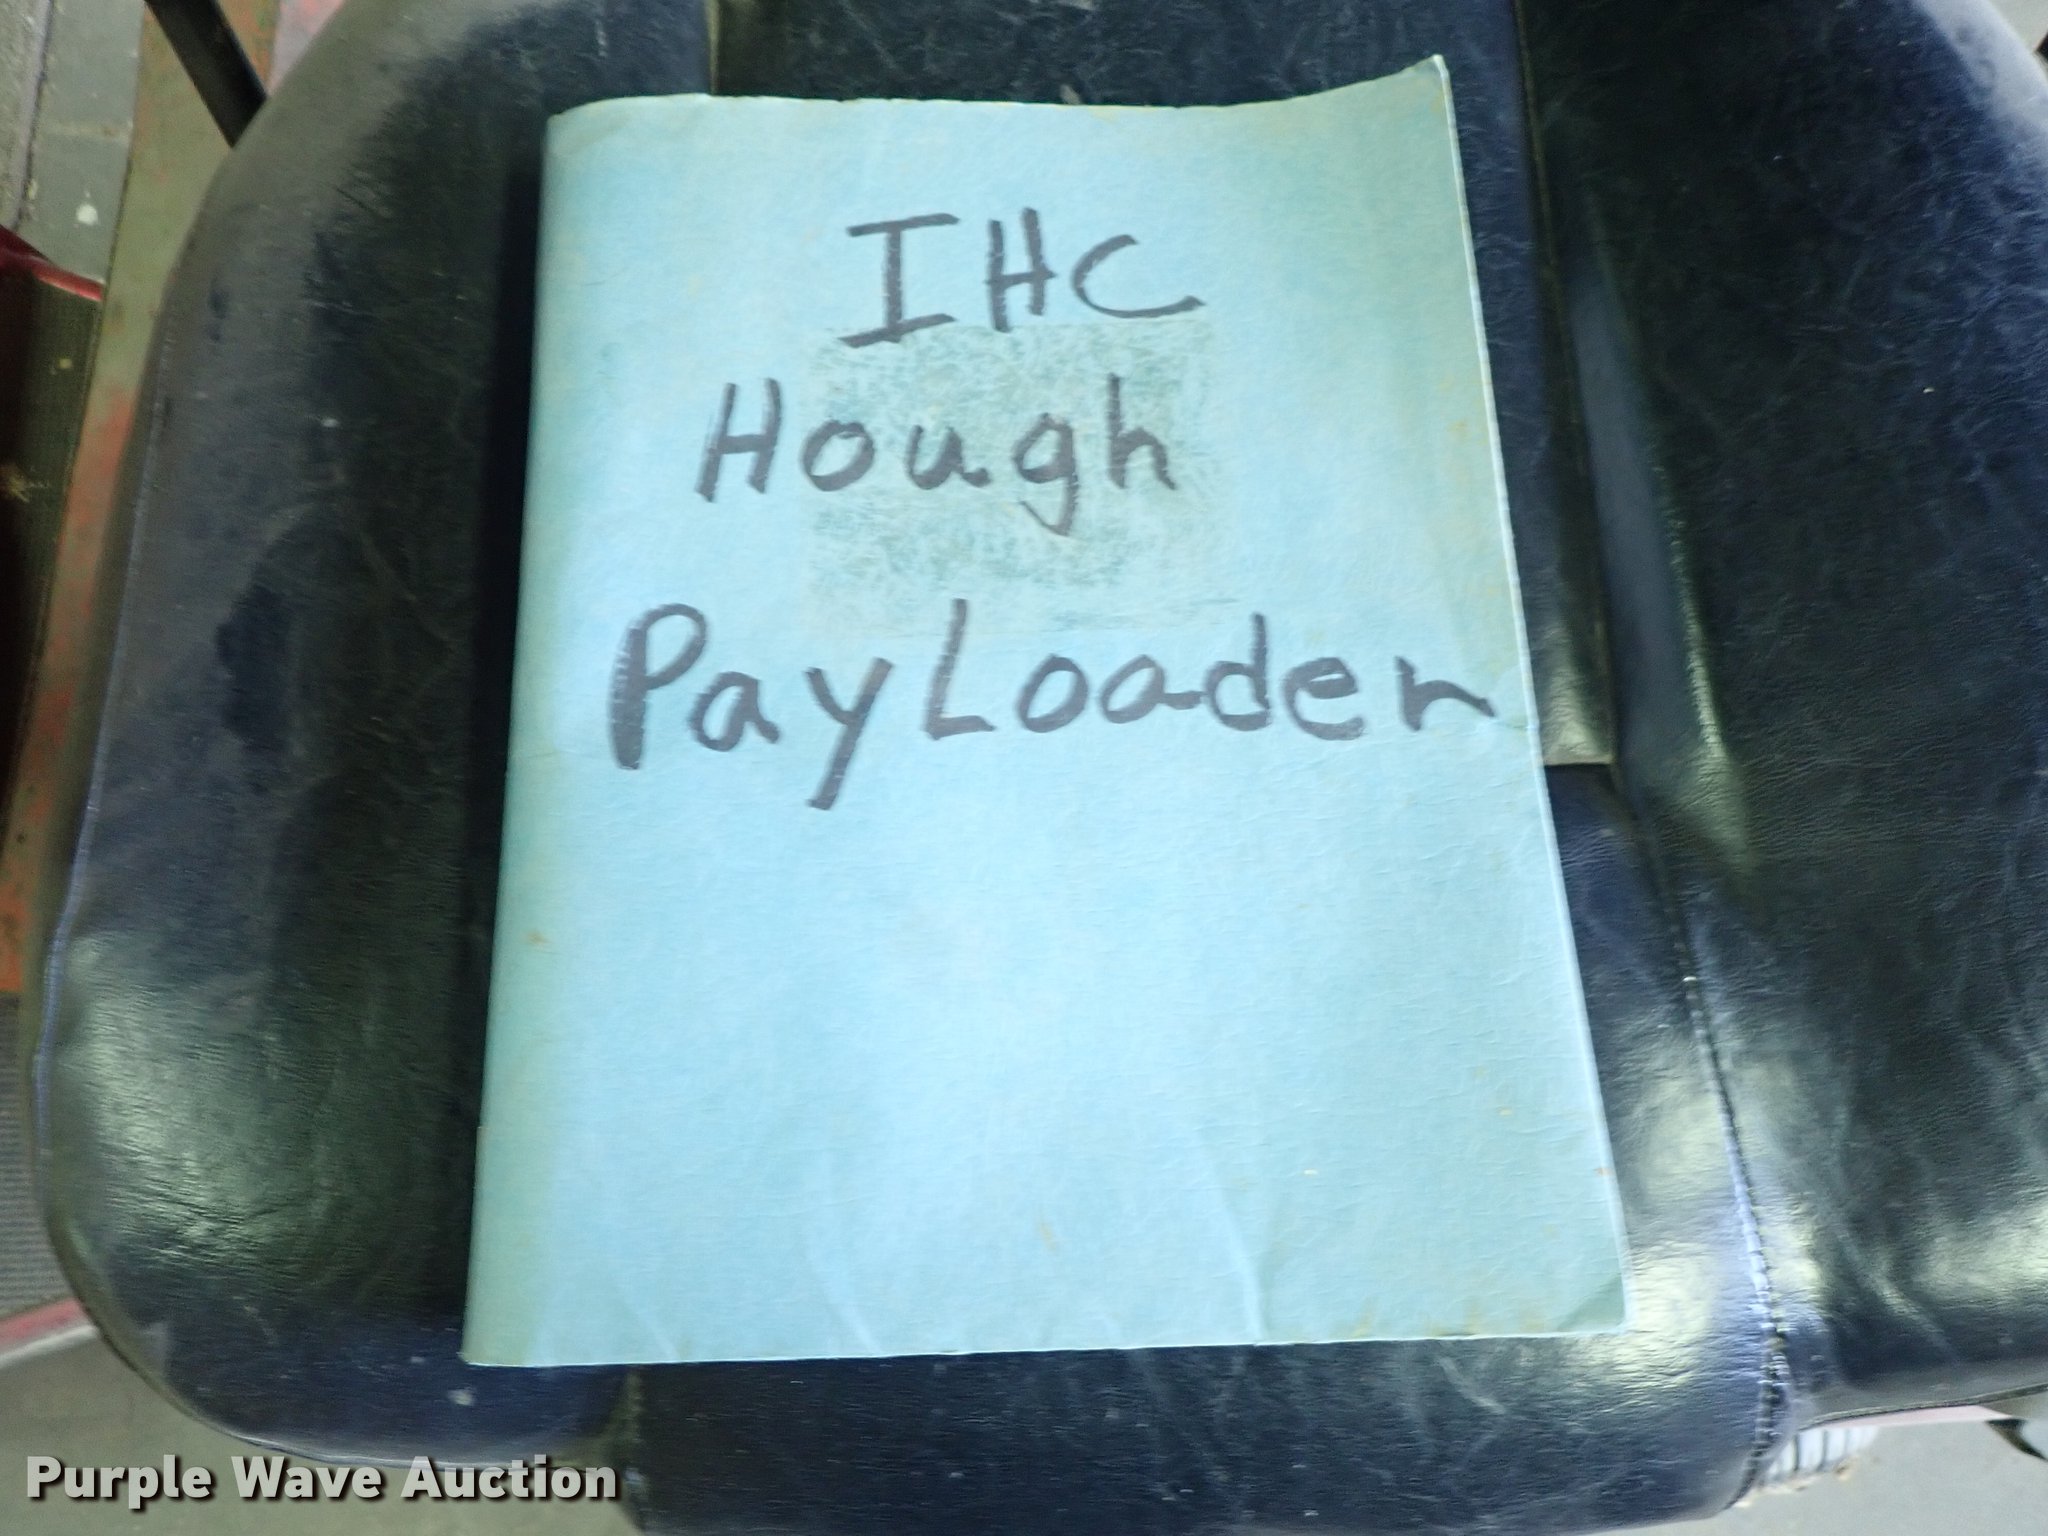 IHC
Hough
PayLoader
Purple Wave Auction